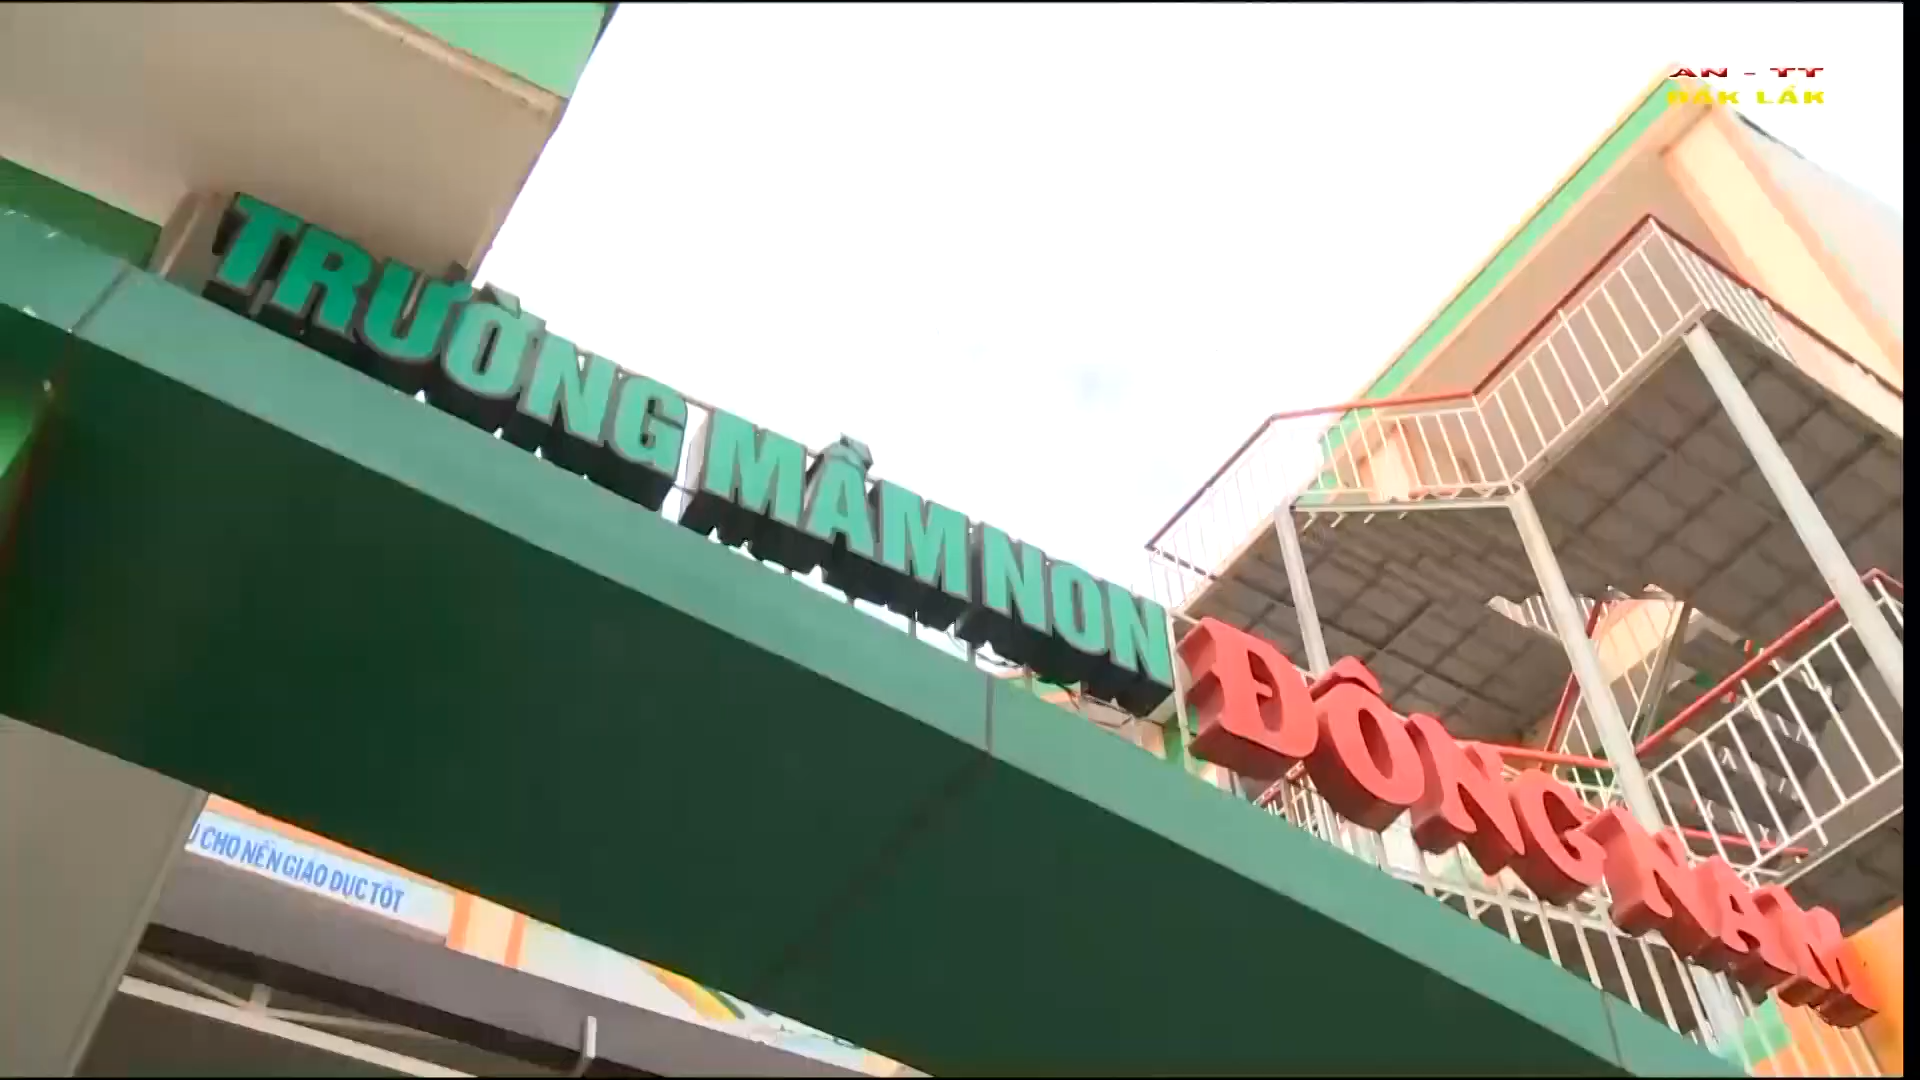 AN - TT
ĐẮK LẮK
TRƯỜNG MẦM NON
ĐÔNG NAM
CHO NỀN GIÁO DỤC TỐT